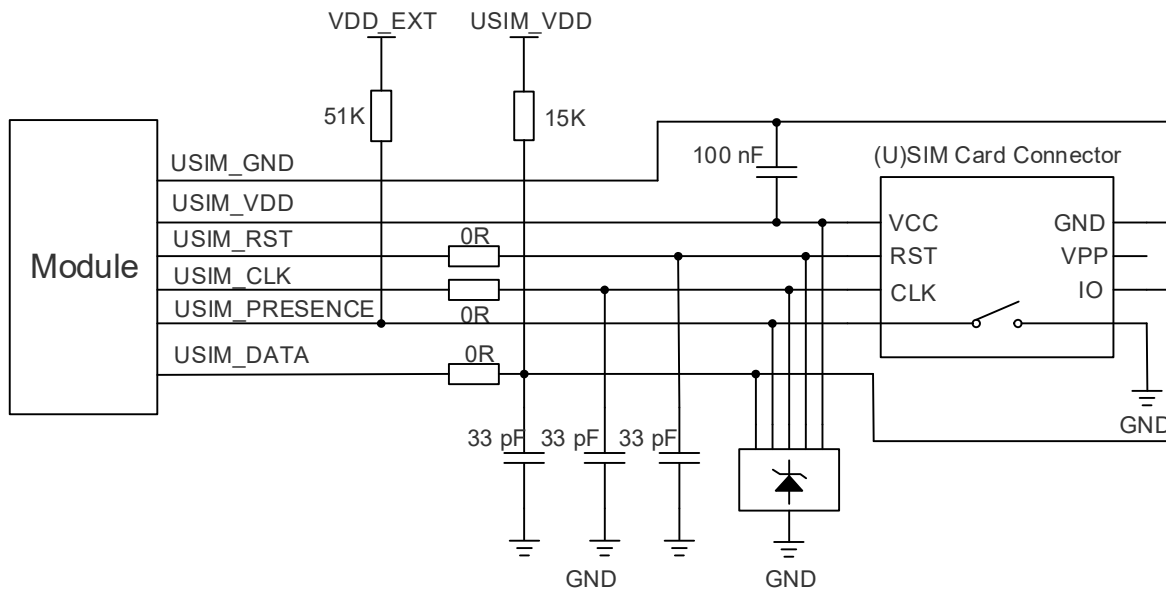 VDD_EXT USIM_VDD
51K 15K
100 nF (U)SIM Card Connector
Module
USIM_GND
USIM_VDD
USIM_RST
USIM_CLK
USIM_PRESENCE
USIM_DATA
0R
0R
0R
VCC GND
RST VPP
CLK IO
GND
33 pF 33 pF 33 pF
GND GND